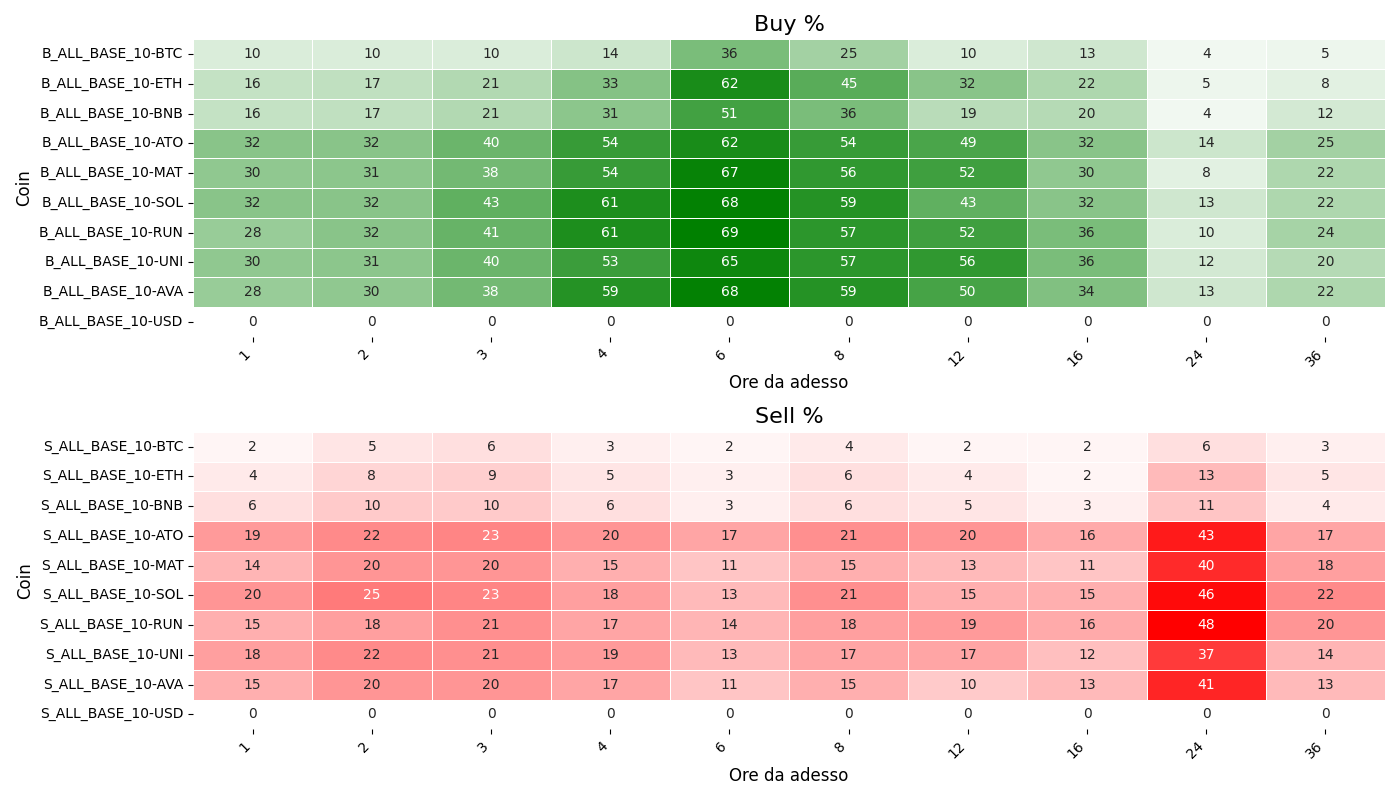 Buy %
Coin
B_ALL_BASE_10-BTC 10 10 10 14 36 25 10 13 4 5
B_ALL_BASE_10-ETH 16 17 21 33 62 45 32 22 5 8
B_ALL_BASE_10-BNB 16 17 21 31 51 36 19 20 4 12
B_ALL_BASE_10-ATO 32 32 40 54 62 54 49 32 14 25
B_ALL_BASE_10-MAT 30 31 38 54 67 56 52 30 8 22
B_ALL_BASE_10-SOL 32 32 43 61 68 59 43 32 13 22
B_ALL_BASE_10-RUN 28 32 41 61 69 57 52 36 10 24
B_ALL_BASE_10-UNI 30 31 40 53 65 57 56 36 12 20
B_ALL_BASE_10-AVA 28 30 38 59 68 59 50 34 13 22
B_ALL_BASE_10-USD 0 0 0 0 0 0 0 0 0 0
1 2 3 4 6 8 12 16 24 36
Ore da adesso
Sell %
Coin
S_ALL_BASE_10-BTC 2 5 6 3 2 4 2 2 6 3
S_ALL_BASE_10-ETH 4 8 9 5 3 6 4 2 13 5
S_ALL_BASE_10-BNB 6 10 10 6 3 6 5 3 11 4
S_ALL_BASE_10-ATO 19 22 23 20 17 21 20 16 43 17
S_ALL_BASE_10-MAT 14 20 20 15 11 15 13 11 40 18
S_ALL_BASE_10-SOL 20 25 23 18 13 21 15 15 46 22
S_ALL_BASE_10-RUN 15 18 21 17 14 18 19 16 48 20
S_ALL_BASE_10-UNI 18 22 21 19 13 17 17 12 37 14
S_ALL_BASE_10-AVA 15 20 20 17 11 15 10 13 41 13
S_ALL_BASE_10-USD 0 0 0 0 0 0 0 0 0 0
1 2 3 4 6 8 12 16 24 36
Ore da adesso